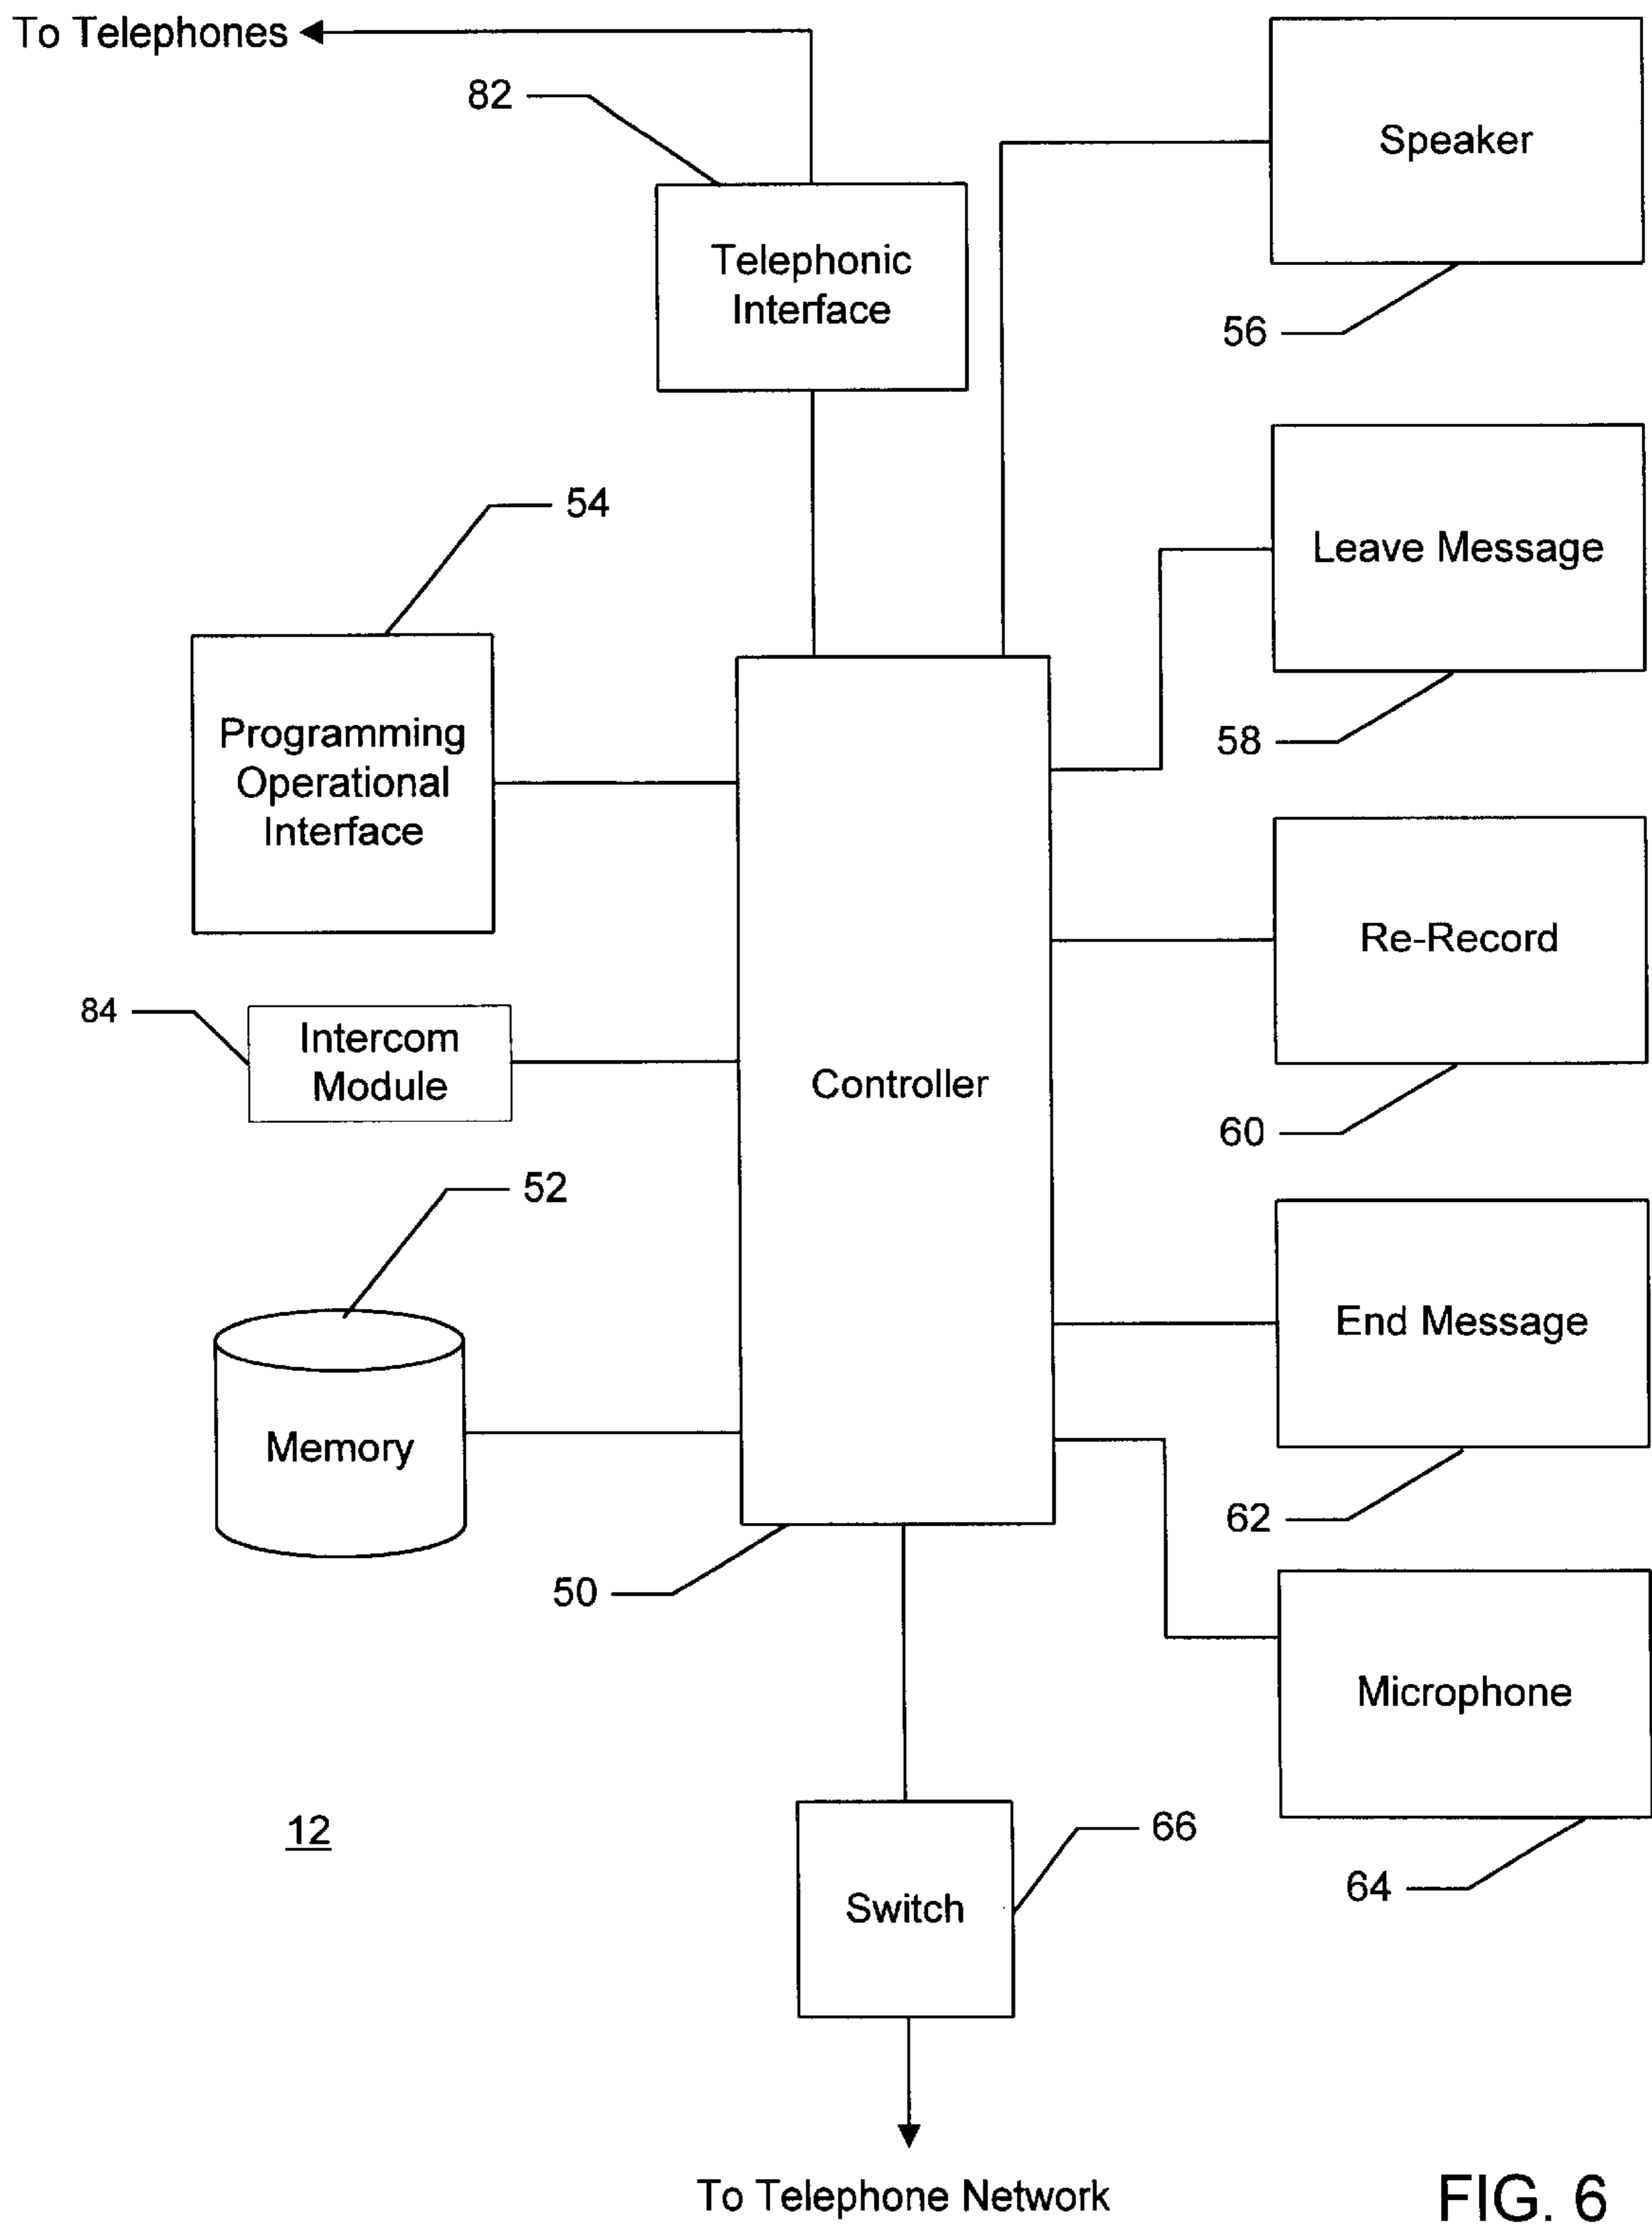 To Telephones
82
Speaker
Telephonic
Interface
56
54
Leave Message
Programming
Operational
Interface
58
Re-Record
84
Intercom
Module
Controller
60
52
End Message
Memory
62
50
Microphone
12
66
Switch
64
To Telephone Network
FIG. 6